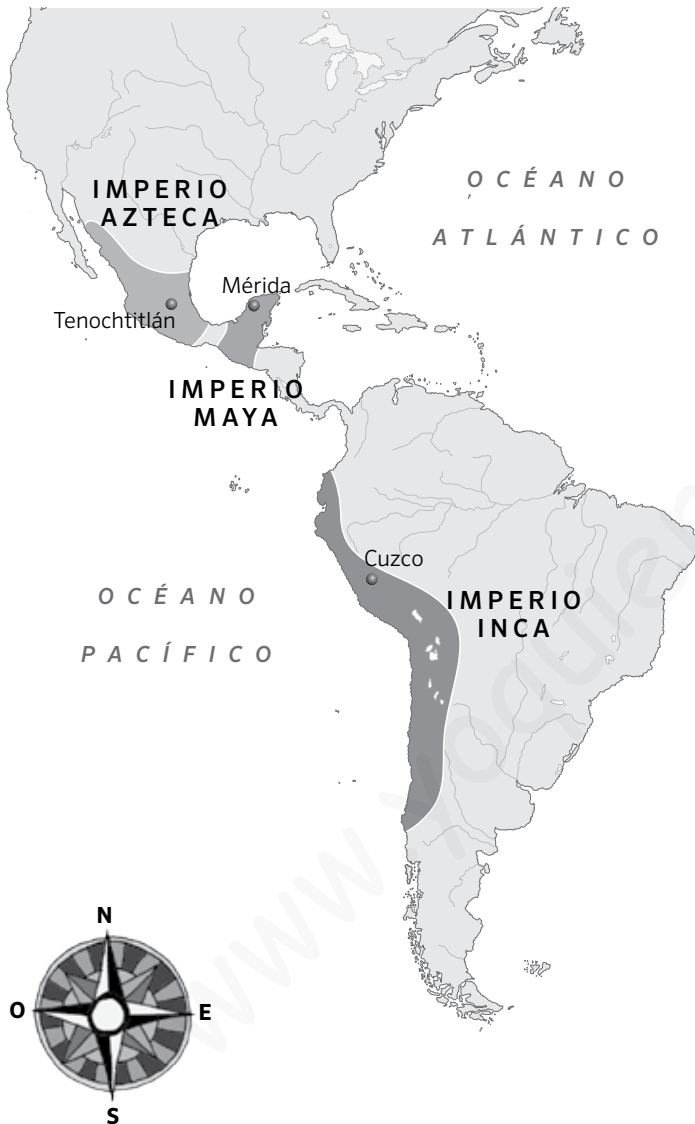 IMPERIO
AZTECA
OCÉANO
ATLÁNTICO
Mérida
Tenochtitlán
IMPERIO
MAYA
Cuzco
OCÉANO
PACÍFICO
IMPERIO
INCA
N
O
E
S